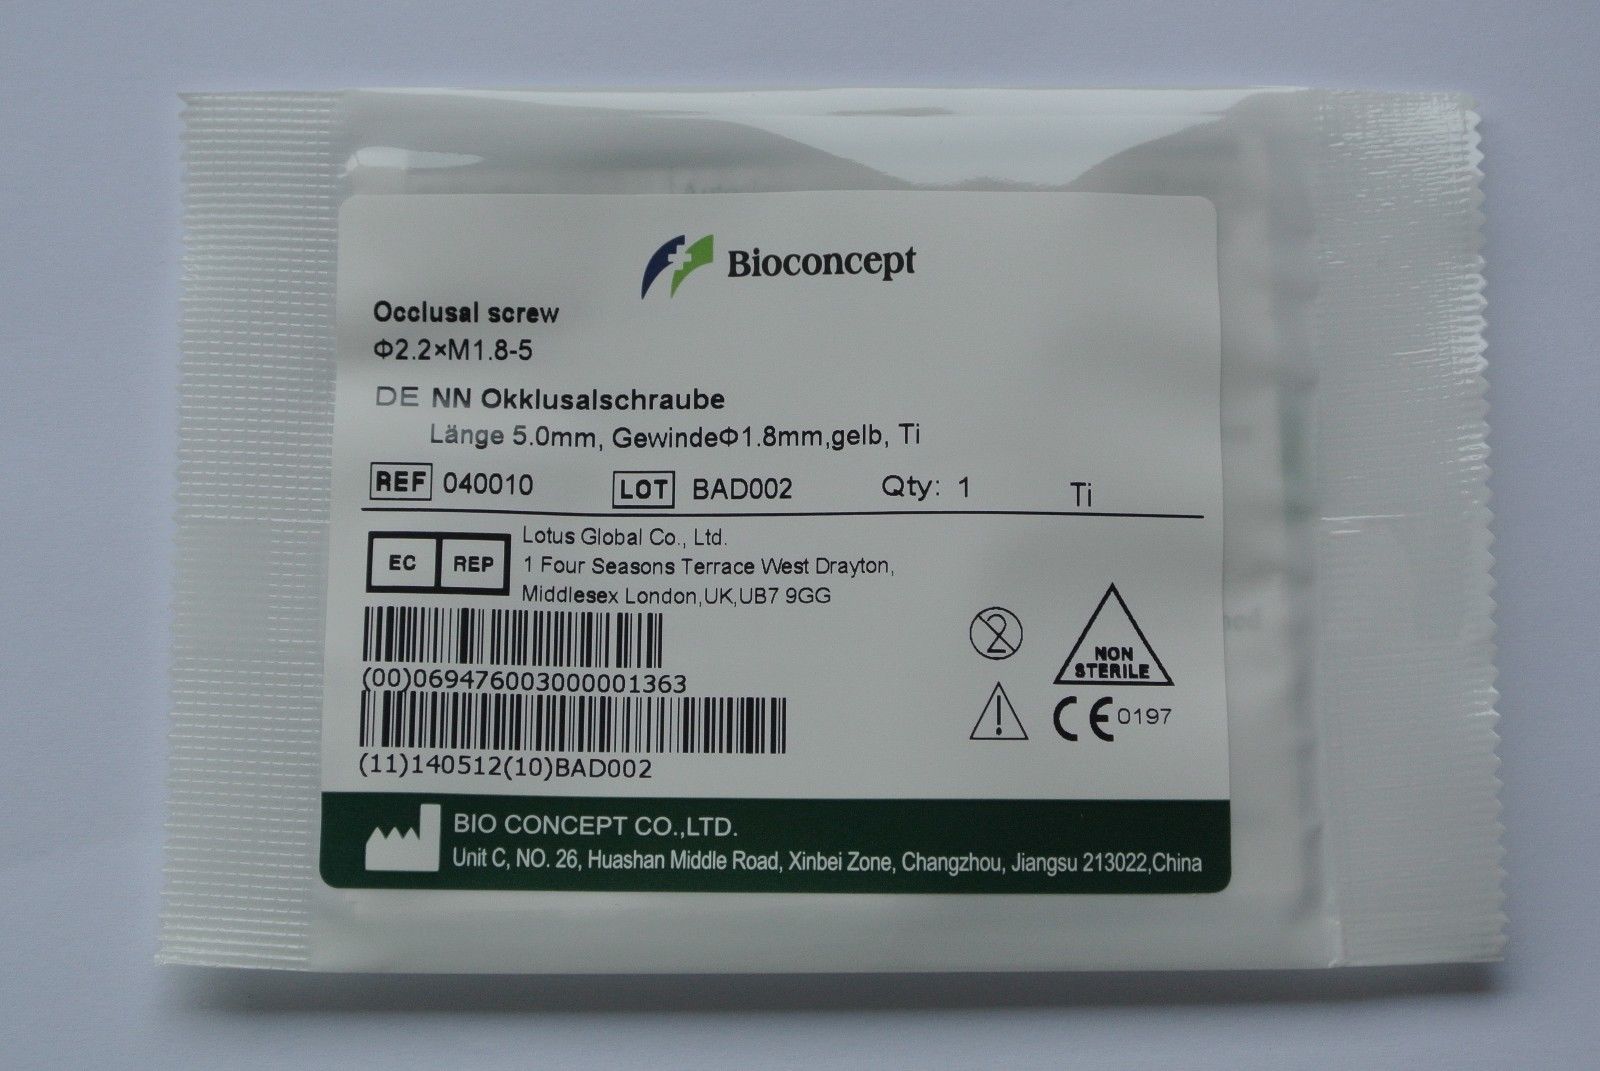 Bioconcept
Occlusal screw
Φ2.2×M1.8-5
DE NN Okklusalschraube
Länge 5.0mm, GewindeΦ1.8mm,gelb, Ti
REF 040010 LOT BAD002 Qty: 1 Ti
EC REP
Lotus Global Co., Ltd.
1 Four Seasons Terrace West Drayton,
Middlesex London,UK,UB7 9GG
(00)069476003000001363
(11)140512(10)BAD002
2
NON
STERILE
!
CE 0197
BIO CONCEPT CO.,LTD.
Unit C, NO. 26, Huashan Middle Road, Xinbei Zone, Changzhou, Jiangsu 213022,China